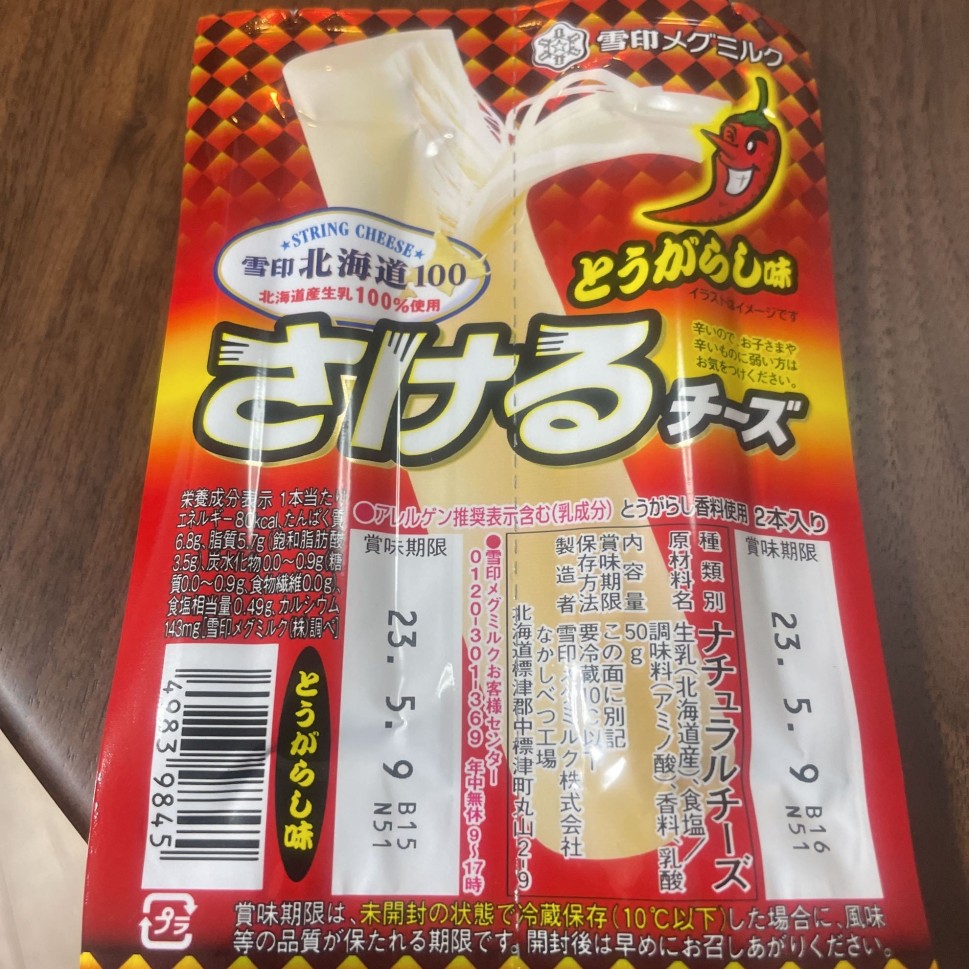 雪印メグミルク
STRING CHEESE
雪印北海道100
北海道産生乳100%使用
とうがらし味
イラストはイメージです
辛いので、お子さまや
辛いものに弱い方は
お気をつけください。
さけるチーズ
栄養成分表示 1本当たり
エネルギー80kcal、たんぱく質
6.8g、脂質5.7g(飽和脂肪酸
3.5g)、炭水化物0.0~0.9g(糖
質0.0~0.9g、食物繊維0.0g)、
食塩相当量0.49g、カルシウム
143mg[雪印メグミルク(株)調べ]
●アレルゲン推奨表示含む(乳成分) とうがらし香料使用 2本入り
賞味期限
23. 5. 9 B16
N51
種類別 ナチュラルチーズ
原材料名 生乳(北海道産)、食塩/
調味料(アミノ酸)、香料、乳酸
内容量 50g
賞味期限 この面に別記
保存方法 要冷蔵10℃以下
製造者 雪印メグミルク株式会社
なかしべつ工場
北海道標津郡中標津町丸山2-9
●雪印メグミルクお客様センター
0120-301-369 年中無休9~17時
賞味期限
23. 5. 9 B15
N51
とうがらし味
49839845
プラ
賞味期限は、未開封の状態で冷蔵保存(10℃以下)した場合に、風味
等の品質が保たれる期限です。開封後は早めにお召しあがりください。